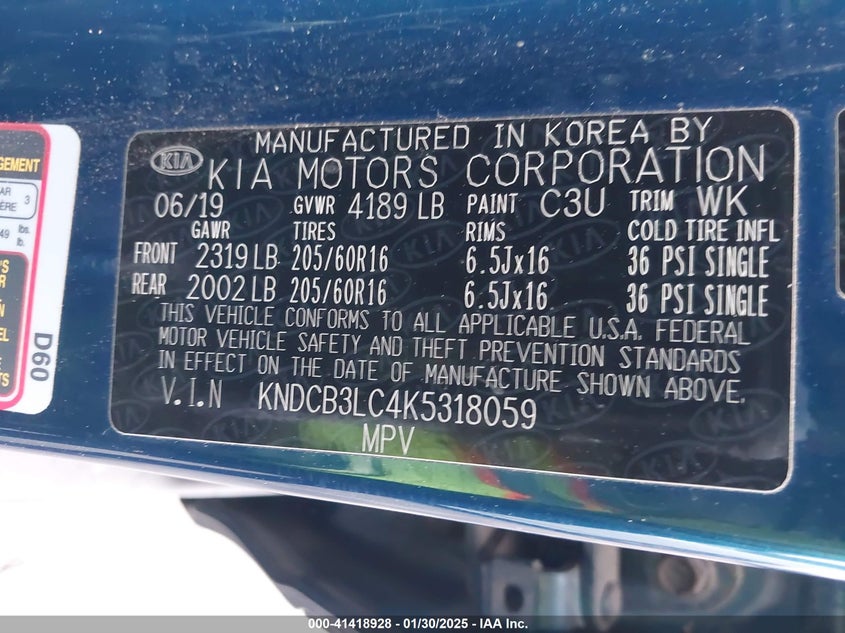 MANUFACTURED IN KOREA BY
KIA KIA MOTORS CORPORATION
06/19 GVWR 4189 LB PAINT C3U TRIM WK
GAWR TIRES RIMS COLD TIRE INFL
FRONT 2319 LB 205/60R16 6.5Jx16 36 PSI SINGLE
REAR 2002 LB 205/60R16 6.5Jx16 36 PSI SINGLE
THIS VEHICLE CONFORMS TO ALL APPLICABLE U.S.A. FEDERAL
MOTOR VEHICLE SAFETY AND THEFT PREVENTION STANDARDS
IN EFFECT ON THE DATE OF MANUFACTURE SHOWN ABOVE.
V.I.N KNDCB3LC4K5318059
MPV
3
lbs.
D60
000-41418928 - 01/30/2025 - IAA Inc.